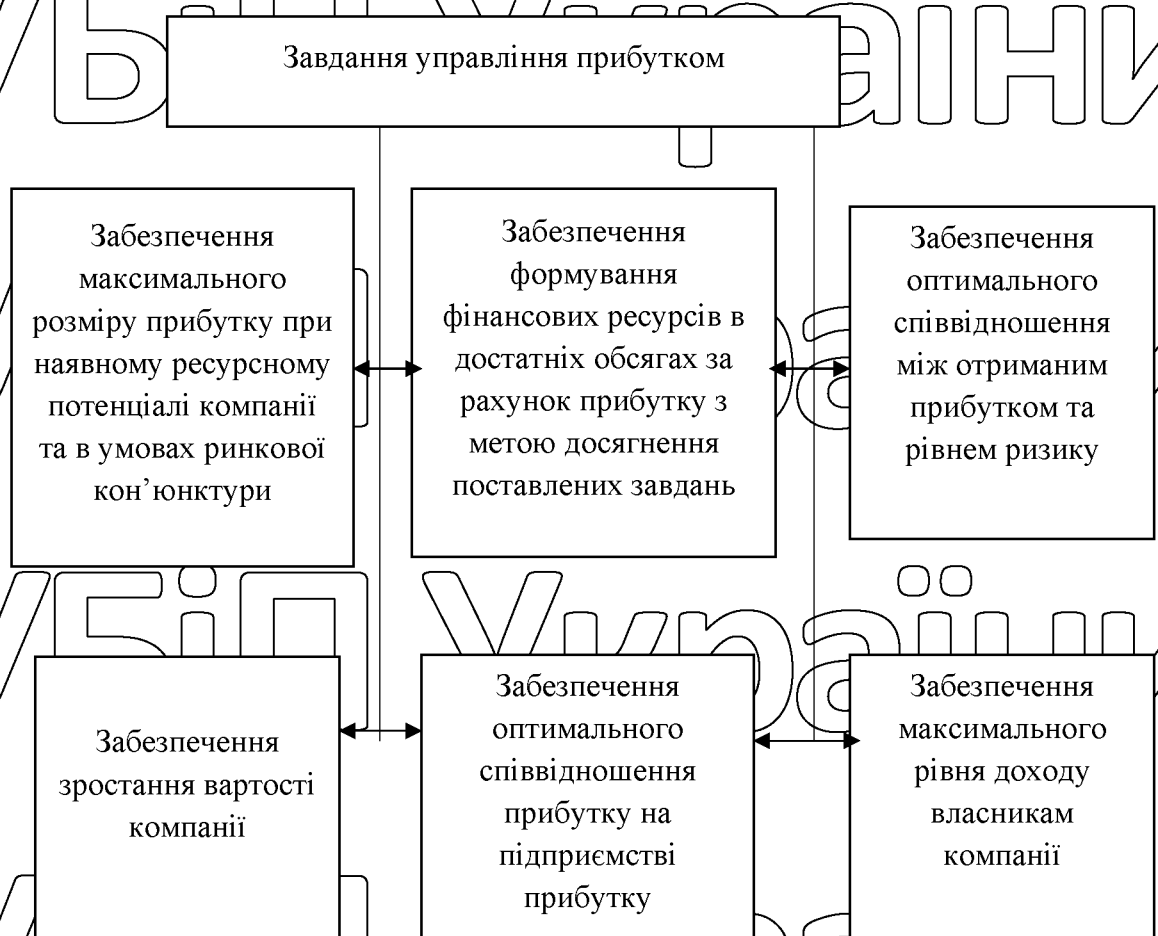 Завдання управління прибутком
Забезпечення
максимального
розміру прибутку при
наявному ресурсному
потенціалі компанії
та в умовах ринкової
кон’юнктури
Забезпечення
формування
фінансових ресурсів в
достатніх обсягах за
рахунок прибутку з
метою досягнення
поставлених завдань
Забезпечення
оптимального
співвідношення
між отриманим
прибутком та
рівнем ризику
Забезпечення
зростання вартості
компанії
Забезпечення
оптимального
співвідношення
прибутку на
підприємстві
прибутку
Забезпечення
максимального
рівня доходу
власникам
компанії